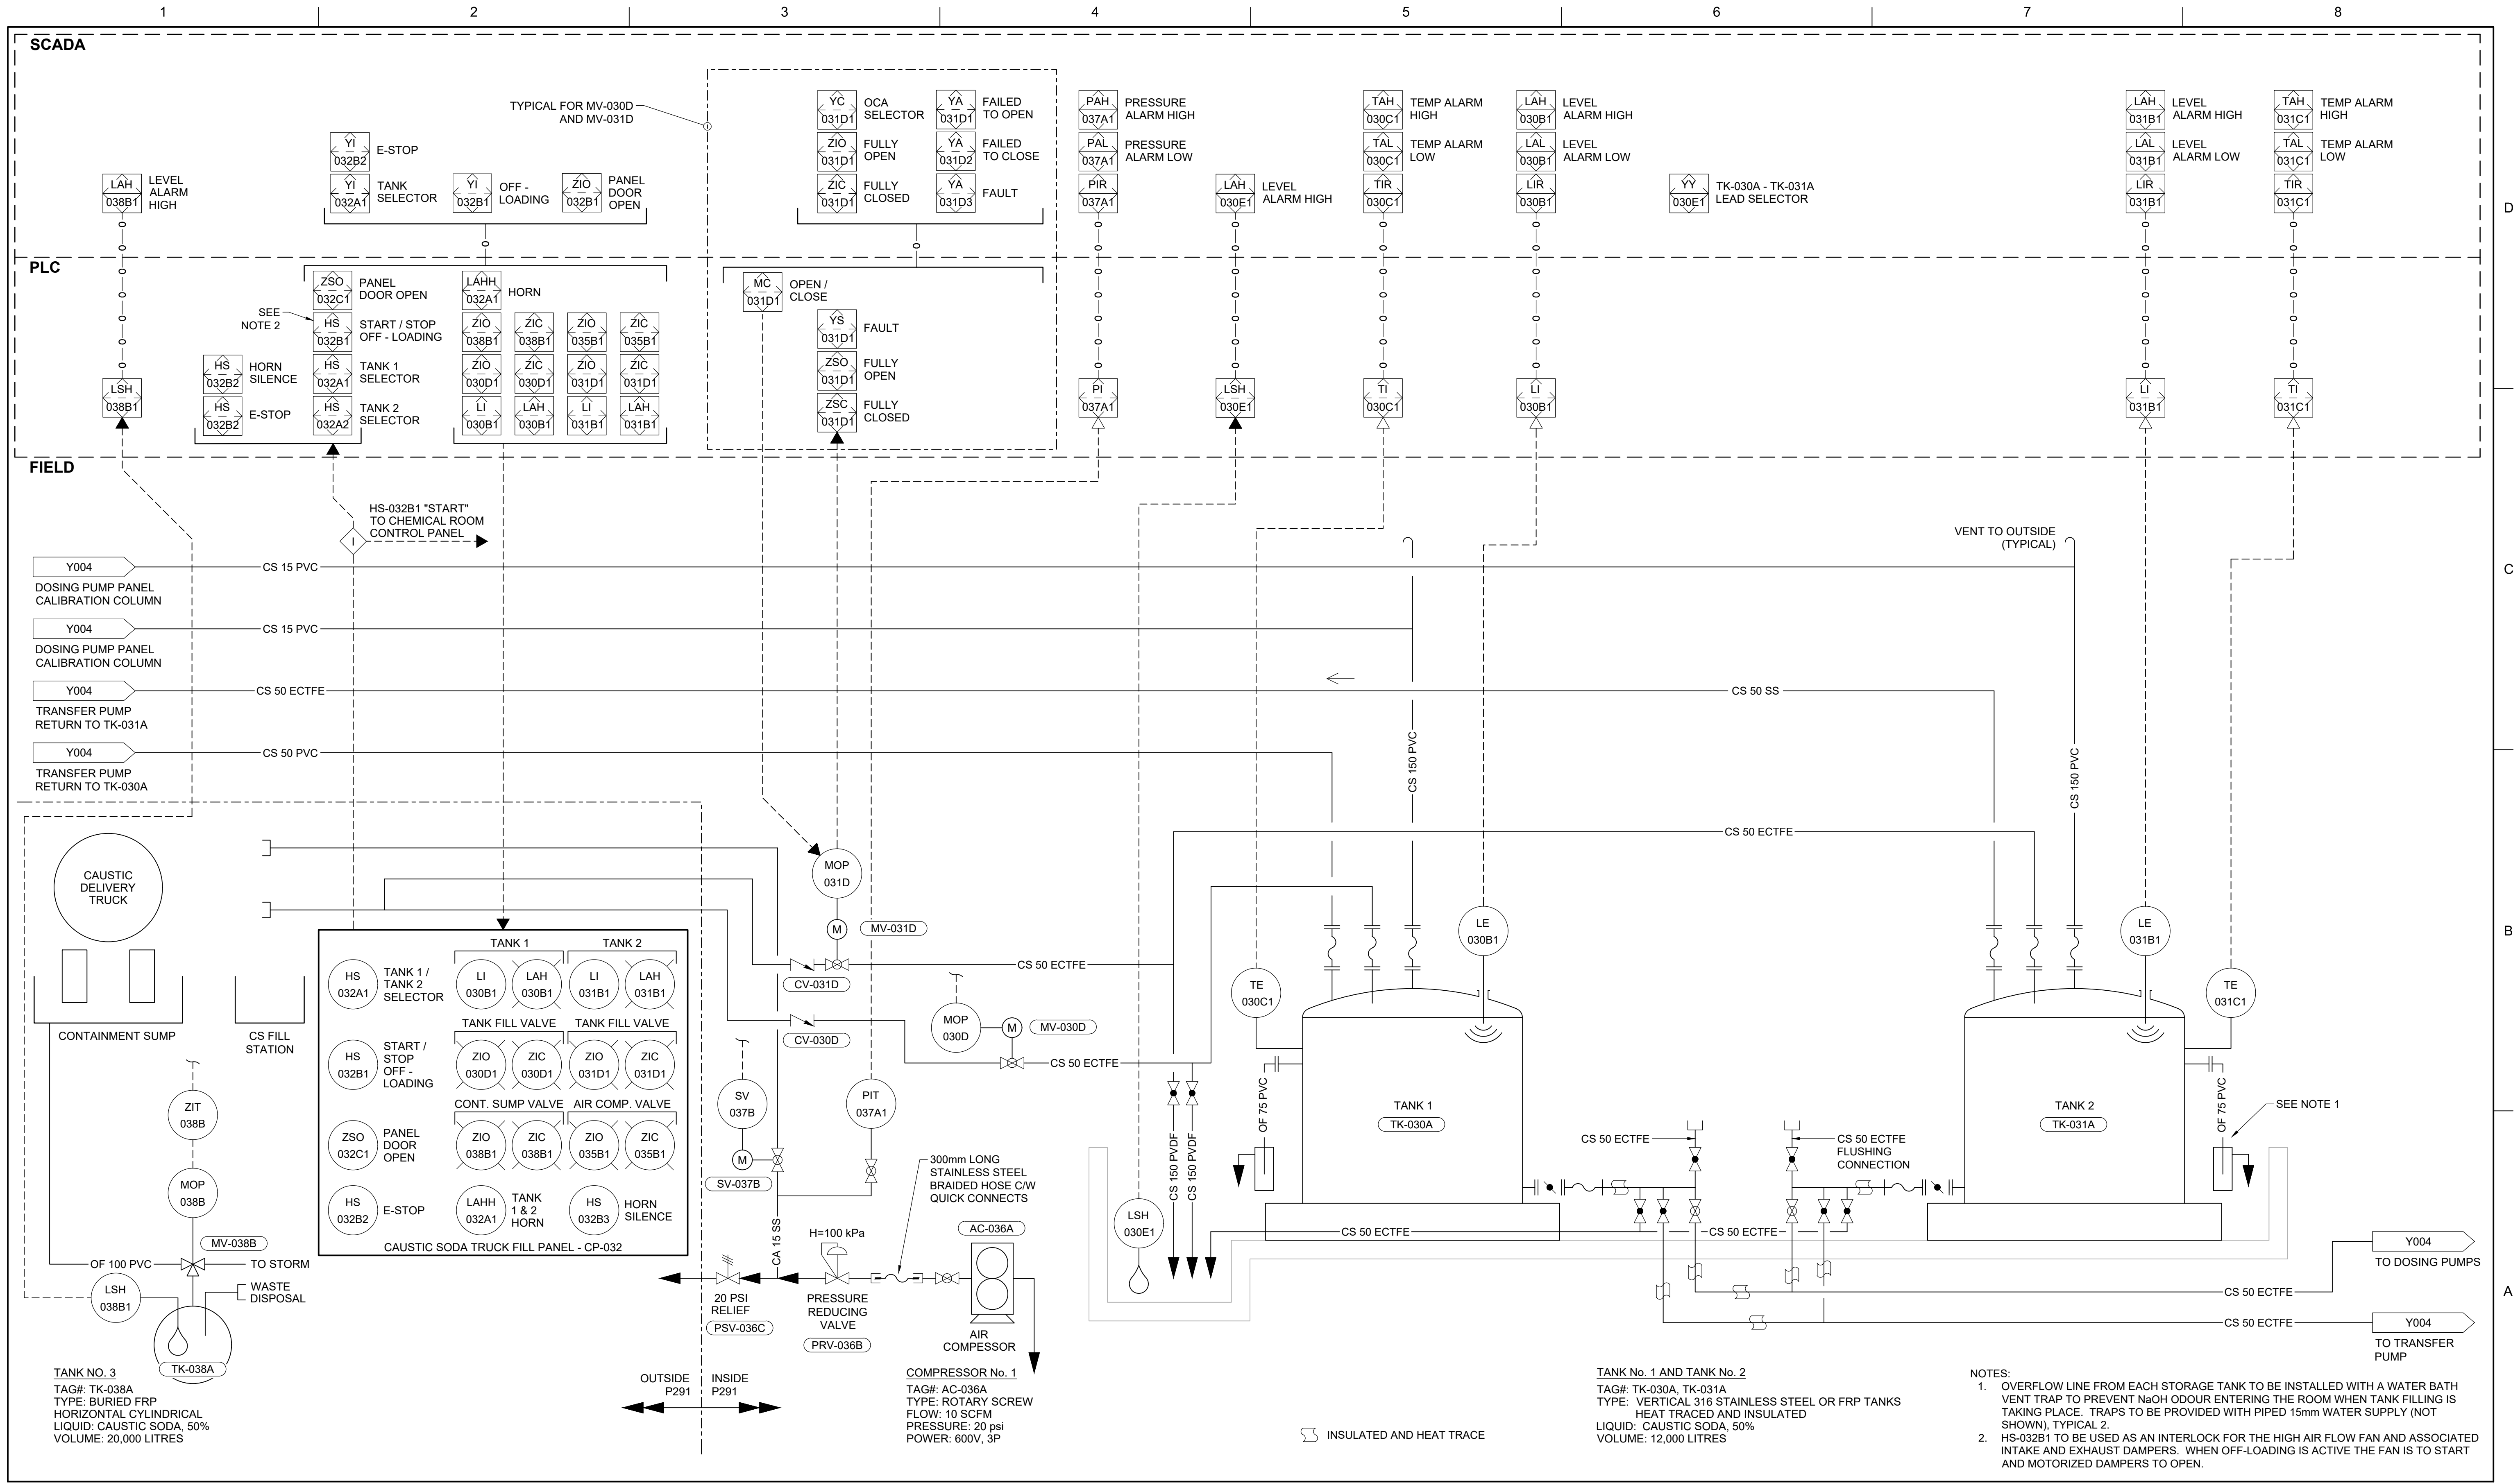 1 2 3 4 5 6 7 8
SCADA
TYPICAL FOR MV-030D
AND MV-031D
LAH
038B1
LEVEL
ALARM
HIGH
YI
032B2
E-STOP
YI
032A1
TANK
SELECTOR
YI
032B1
OFF -
LOADING
ZIO
032B1
PANEL
DOOR
OPEN
YC
031D1
OCA
SELECTOR
YA
031D1
FAILED
TO OPEN
ZIO
031D1
FULLY
OPEN
YA
031D2
FAILED
TO CLOSE
ZIC
031D1
FULLY
CLOSED
YA
031D3
FAULT
PAH
037A1
PRESSURE
ALARM HIGH
PAL
037A1
PRESSURE
ALARM LOW
PIR
037A1
LAH
030E1
LEVEL
ALARM HIGH
TAH
030C1
TEMP ALARM
HIGH
TAL
030C1
TEMP ALARM
LOW
TIR
030C1
LAH
030B1
LEVEL
ALARM HIGH
LAL
030B1
LEVEL
ALARM LOW
LIR
030B1
YY
030E1
TK-030A - TK-031A
LEAD SELECTOR
LAH
031B1
LEVEL
ALARM HIGH
LAL
031B1
LEVEL
ALARM LOW
LIR
031B1
TAH
031C1
TEMP ALARM
HIGH
TAL
031C1
TEMP ALARM
LOW
TIR
031C1
D
PLC
LSH
038B1
ZSO
032C1
PANEL
DOOR OPEN
LAHH
032A1
HORN
SEE
NOTE 2
HS
032B1
START / STOP
OFF - LOADING
ZIO
038B1
ZIC
038B1
ZIO
035B1
ZIC
035B1
HS
032B2
HORN
SILENCE
HS
032A1
TANK 1
SELECTOR
ZIO
030D1
ZIC
030D1
ZIO
031D1
ZIC
031D1
HS
032B2
E-STOP
HS
032A2
TANK 2
SELECTOR
LI
030B1
LAH
030B1
LI
031B1
LAH
031B1
MC
031D1
OPEN /
CLOSE
YS
031D1
FAULT
ZSO
031D1
FULLY
OPEN
ZSC
031D1
FULLY
CLOSED
PI
037A1
LSH
030E1
TI
030C1
LI
030B1
LI
031B1
TI
031C1
FIELD
HS-032B1 "START"
TO CHEMICAL ROOM
CONTROL PANEL
I
VENT TO OUTSIDE
(TYPICAL)
C
Y004
CS 15 PVC
DOSING PUMP PANEL
CALIBRATION COLUMN
Y004
CS 15 PVC
DOSING PUMP PANEL
CALIBRATION COLUMN
Y004
CS 50 ECTFE
CS 50 SS
TRANSFER PUMP
RETURN TO TK-031A
Y004
CS 50 PVC
TRANSFER PUMP
RETURN TO TK-030A
CS 150 PVC
CS 150 PVC
CS 50 ECTFE
CAUSTIC
DELIVERY
TRUCK
CONTAINMENT SUMP
CS FILL
STATION
MOP
031D
M
MV-031D
CV-031D
CS 50 ECTFE
MOP
030D
M
MV-030D
CV-030D
CS 50 ECTFE
LE
030B1
LE
031B1
TE
030C1
TE
031C1
B
TANK 1
TANK 2
HS
032A1
TANK 1 /
TANK 2
SELECTOR
LI
030B1
LAH
030B1
LI
031B1
LAH
031B1
TANK FILL VALVE
TANK FILL VALVE
HS
032B1
START /
STOP
OFF -
LOADING
ZIO
030D1
ZIC
030D1
ZIO
031D1
ZIC
031D1
CONT. SUMP VALVE
AIR COMP. VALVE
ZSO
032C1
PANEL
DOOR
OPEN
ZIO
038B1
ZIC
038B1
ZIO
035B1
ZIC
035B1
HS
032B2
E-STOP
LAHH
032A1
TANK
1 & 2
HORN
HS
032B3
HORN
SILENCE
CAUSTIC SODA TRUCK FILL PANEL - CP-032
ZIT
038B
MOP
038B
MV-038B
OF 100 PVC
TO STORM
LSH
038B1
WASTE
DISPOSAL
TK-038A
SV
037B
M
SV-037B
PIT
037A1
CA 15 SS
300mm LONG
STAINLESS STEEL
BRAIDED HOSE C/W
QUICK CONNECTS
H=100 kPa
AC-036A
20 PSI
RELIEF
PSV-036C
PRESSURE
REDUCING
VALVE
PRV-036B
AIR
COMPESSOR
LSH
030E1
CS 150 PVDF
CS 150 PVDF
OF 75 PVC
TANK 1
TK-030A
TANK 2
TK-031A
OF 75 PVC
SEE NOTE 1
CS 50 ECTFE
CS 50 ECTFE
FLUSHING
CONNECTION
CS 50 ECTFE
CS 50 ECTFE
CS 50 ECTFE
CS 50 ECTFE
Y004
TO DOSING PUMPS
Y004
TO TRANSFER
PUMP
A
TANK NO. 3
TAG#: TK-038A
TYPE: BURIED FRP
HORIZONTAL CYLINDRICAL
LIQUID: CAUSTIC SODA, 50%
VOLUME: 20,000 LITRES
OUTSIDE
P291
INSIDE
P291
COMPRESSOR No. 1
TAG#: AC-036A
TYPE: ROTARY SCREW
FLOW: 10 SCFM
PRESSURE: 20 psi
POWER: 600V, 3P
INSULATED AND HEAT TRACE
TANK No. 1 AND TANK No. 2
TAG#: TK-030A, TK-031A
TYPE: VERTICAL 316 STAINLESS STEEL OR FRP TANKS
HEAT TRACED AND INSULATED
LIQUID: CAUSTIC SODA, 50%
VOLUME: 12,000 LITRES
NOTES:
1. OVERFLOW LINE FROM EACH STORAGE TANK TO BE INSTALLED WITH A WATER BATH
VENT TRAP TO PREVENT NaOH ODOUR ENTERING THE ROOM WHEN TANK FILLING IS
TAKING PLACE. TRAPS TO BE PROVIDED WITH PIPED 15mm WATER SUPPLY (NOT
SHOWN), TYPICAL 2.
2. HS-032B1 TO BE USED AS AN INTERLOCK FOR THE HIGH AIR FLOW FAN AND ASSOCIATED
INTAKE AND EXHAUST DAMPERS. WHEN OFF-LOADING IS ACTIVE THE FAN IS TO START
AND MOTORIZED DAMPERS TO OPEN.